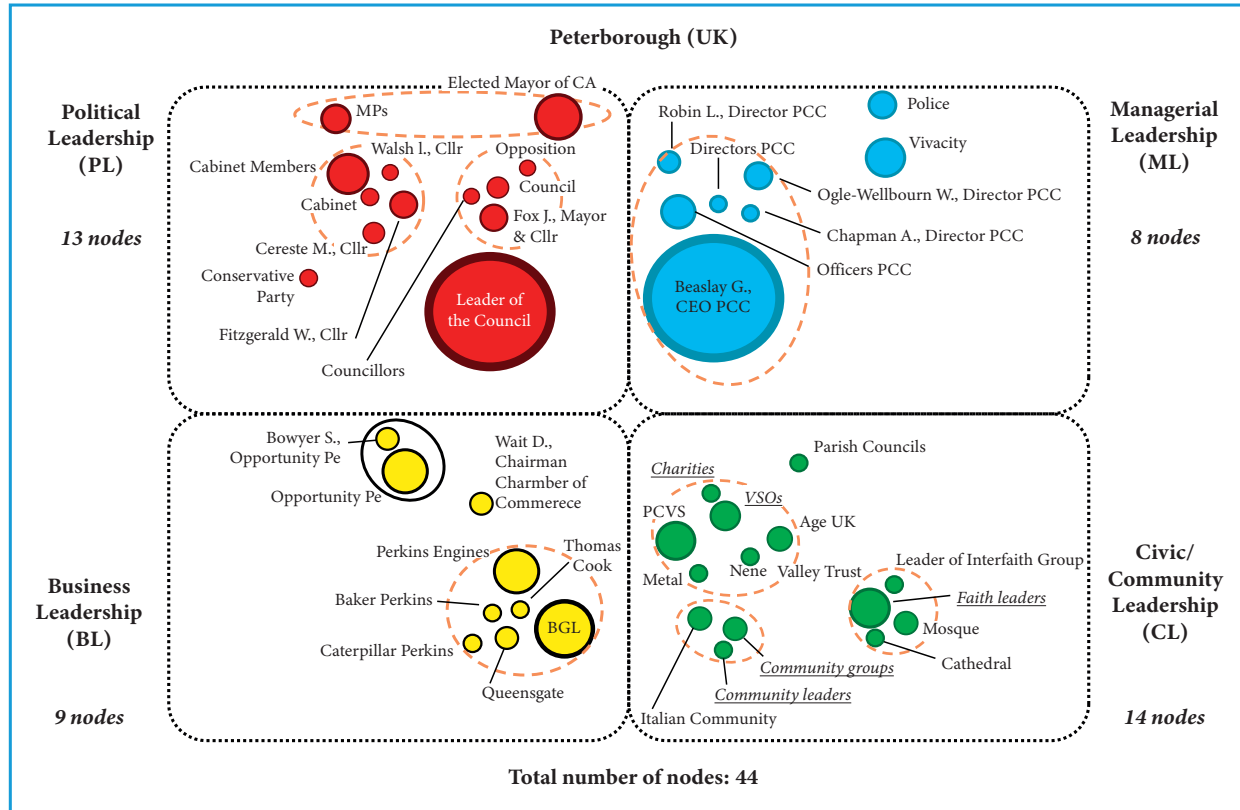 Peterborough (UK)
Political
Leadership
(PL)
13 nodes
Elected Mayor of CA
MPs
Walsh I., Cllr
Opposition
Cabinet Members
Council
Cabinet
Fox J., Mayor
& Cllr
Cereste M., Cllr
Conservative
Party
Leader of
the Council
Fitzgerald W., Cllr
Councillors
Managerial
Leadership
(ML)
8 nodes
Robin L., Director PCC
Police
Directors PCC
Vivacity
Ogle-Wellbourn W., Director PCC
Chapman A., Director PCC
Officers PCC
Beaslay G.,
CEO PCC
Business
Leadership
(BL)
9 nodes
Bowyer S.,
Opportunity Pe
Opportunity Pe
Wait D.,
Chairman
Charmber of
Commerece
Perkins Engines
Thomas
Cook
Baker Perkins
BGL
Caterpillar Perkins
Queensgate
Civic/
Community
Leadership
(CL)
14 nodes
Parish Councils
Charities
VSOs
PCVS
Age UK
Metal
Nene Valley Trust
Leader of Interfaith Group
Faith leaders
Mosque
Cathedral
Community groups
Community leaders
Italian Community
Total number of nodes: 44